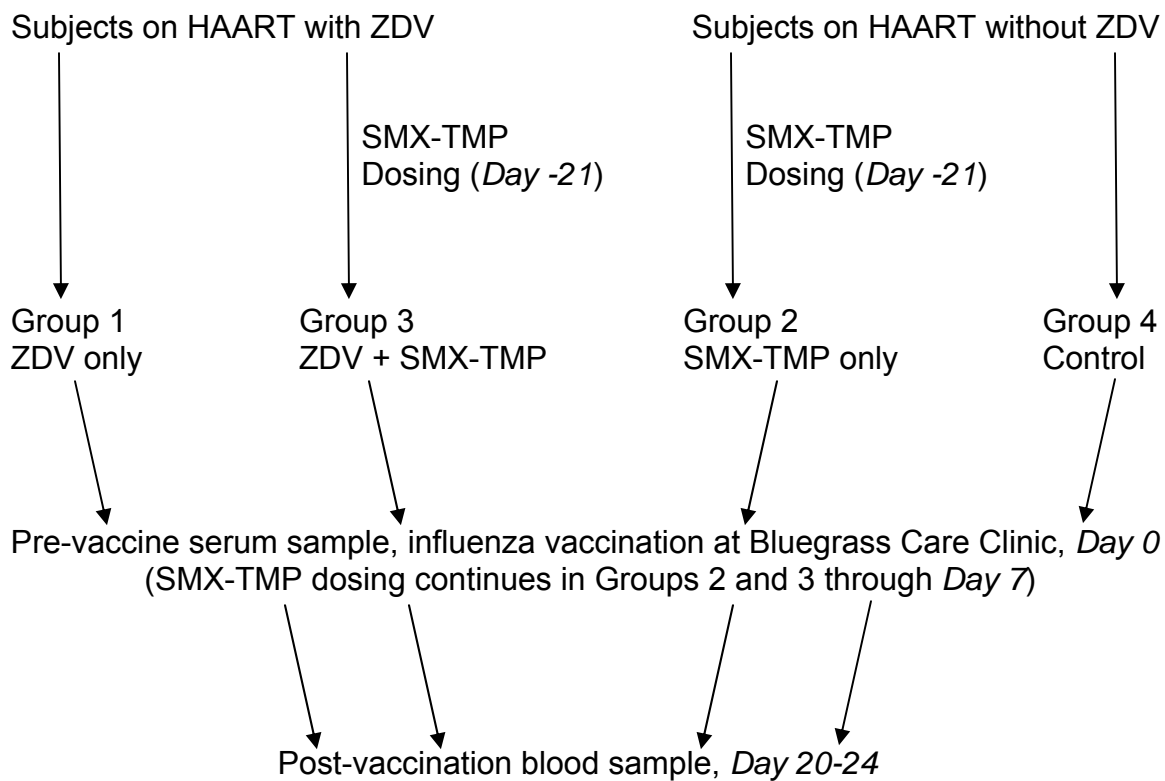 Subjects on HAART with ZDV
Subjects on HAART without ZDV
SMX-TMP
Dosing (Day -21)
SMX-TMP
Dosing (Day -21)
Group 1
ZDV only
Group 3
ZDV + SMX-TMP
Group 2
SMX-TMP only
Group 4
Control
Pre-vaccine serum sample, influenza vaccination at Bluegrass Care Clinic, Day 0
(SMX-TMP dosing continues in Groups 2 and 3 through Day 7)
Post-vaccination blood sample, Day 20-24